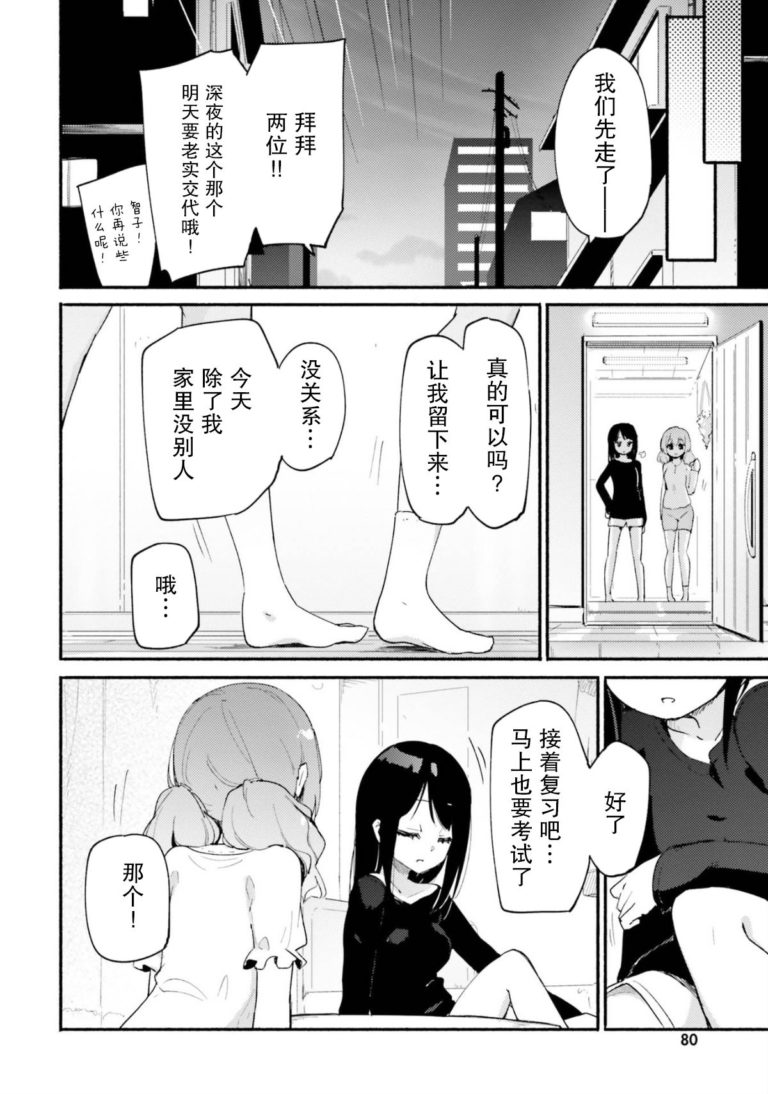 我们先走了——
拜拜
两位!!
深夜的这个那个
明天要老实交代哦！
智子！
你再说些
什么呢！
真的可以吗？
让我留下来…
没关系…
今天
除了我
家里没别人
哦…
好了
接着复习吧…
马上也要考试了
那个！
80